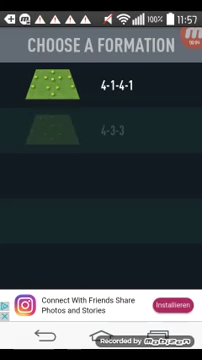 100% 11:57
CHOOSE A FORMATION
4-1-4-1
4-3-3
Connect With Friends Share
Photos and Stories
Installieren
Recorded by